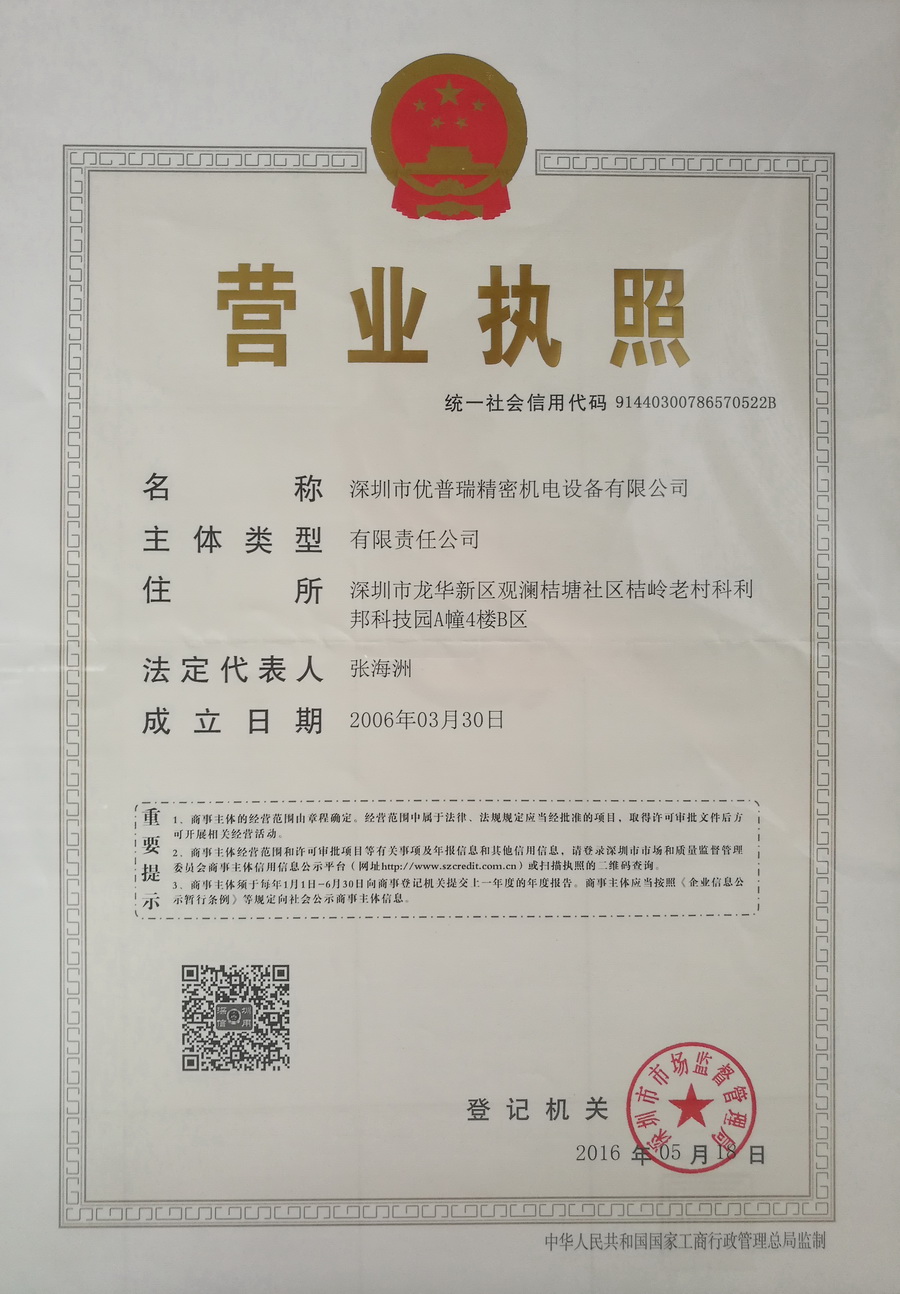 营业执照
统一社会信用代码 91440300786570522B
名称 深圳市优普瑞精密机电设备有限公司
主体类型 有限责任公司
住所 深圳市龙华新区观澜桔塘社区桔岭老村科利
邦科技园A幢4楼B区
法定代表人 张海洲
成立日期 2006年03月30日
重要提示
1、商事主体的经营范围由章程确定。经营范围中属于法律、法规规定应当经批准的项目，取得许可审批文件后方
可开展相关经营活动。
2、商事主体经营范围和许可审批项目等有关事项及年报信息和其他信用信息，请登录深圳市市场和质量监督管理
委员会商事主体信用信息公示平台（网址http://www.szcredit.com.cn）或扫描执照的二维码查询。
3、商事主体须于每年1月1日-6月30日向商事登记机关提交上一年度的年度报告。商事主体应当按照《企业信息公
示暂行条例》等规定向社会公示商事主体信息。
深圳
信用
登记机关
深圳市市场监督管理局
2016年05月18日
中华人民共和国国家工商行政管理总局监制